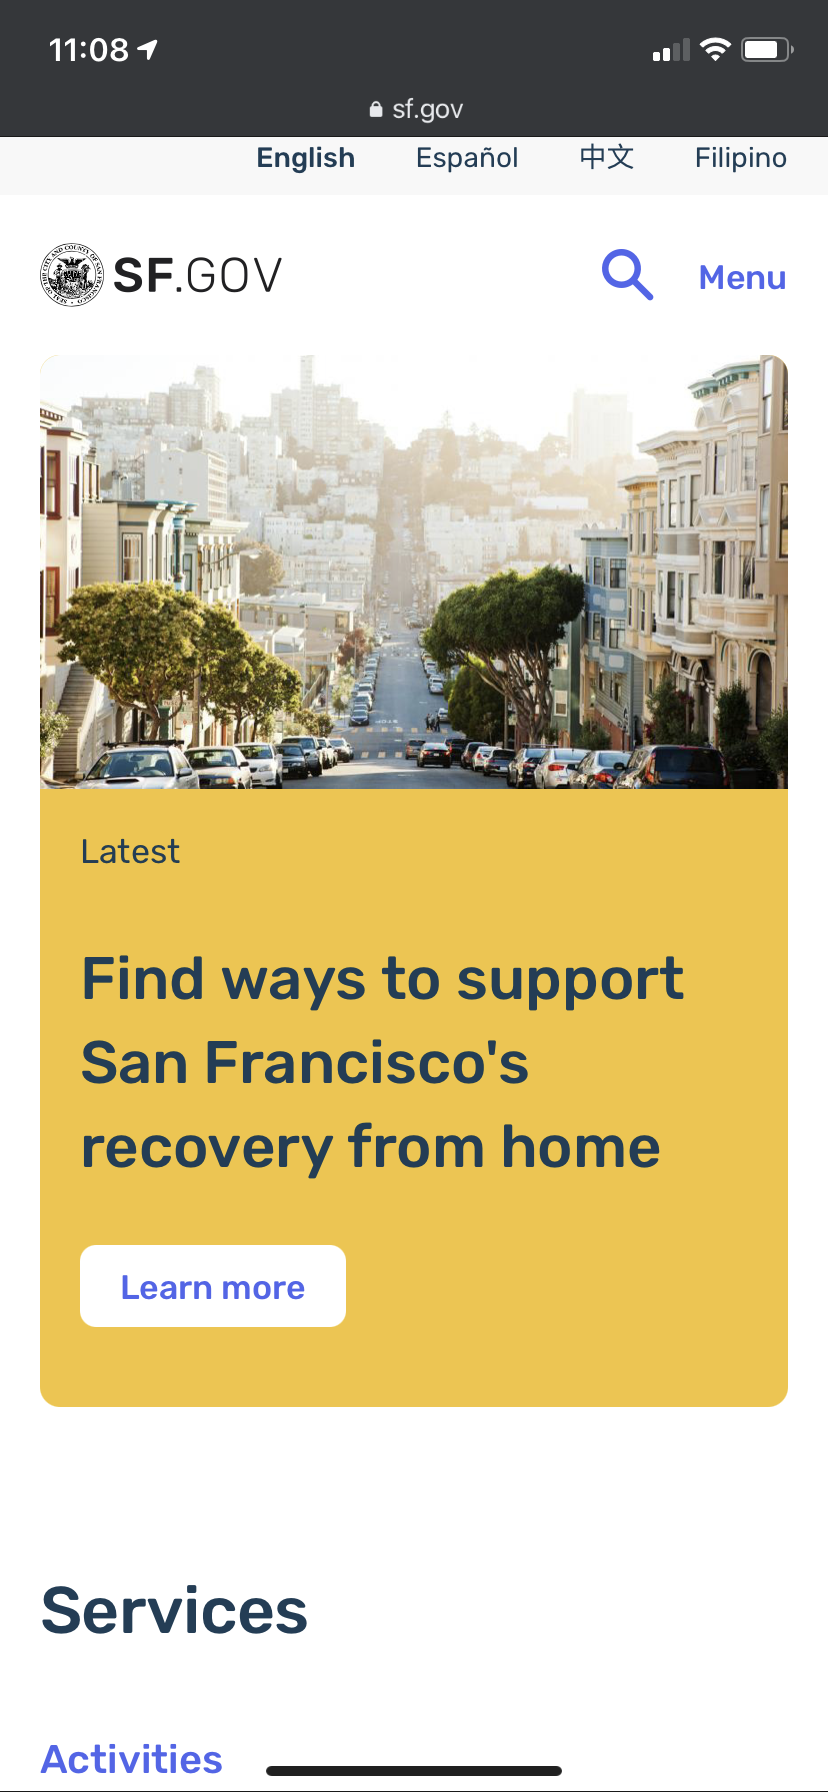 11:08
sf.gov
English Español 中文 Filipino
SF.GOV
Menu
Latest
Find ways to support
San Francisco's
recovery from home
Learn more
Services
Activities